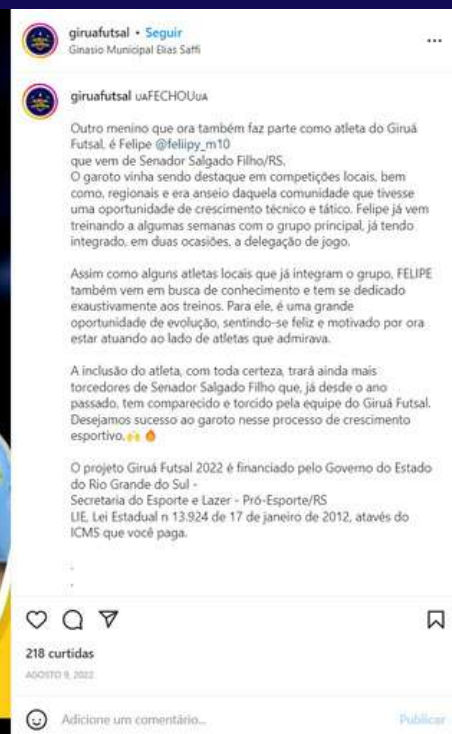 giruafutsal • Seguir
Ginasio Municipal Elias Saffi
giruafutsal UAFECHOUUA
Outro menino que ora também faz parte como atleta do Giruá
Futsal, é Felipe @feliipy_m10
que vem de Senador Salgado Filho/RS.
O garoto vinha sendo destaque em competições locais, bem
como, regionais e era anseio daquela comunidade que tivesse
uma oportunidade de crescimento técnico e tático. Felipe já vem
treinando a algumas semanas com o grupo principal, já tendo
integrado, em duas ocasiões, a delegação de jogo.
Assim como alguns atletas locais que já integram o grupo, FELIPE
também vem em busca de conhecimento e tem se dedicado
exaustivamente aos treinos. Para ele, é uma grande
oportunidade de evolução, sentindo-se feliz e motivado por ora
estar atuando ao lado de atletas que admirava.
A inclusão do atleta, com toda certeza, trará ainda mais
torcedores de Senador Salgado Filho que, já desde o ano
passado, tem comparecido e torcido pela equipe do Giruá Futsal.
Desejamos sucesso ao garoto nesse processo de crescimento
esportivo.🙌 🔥
O projeto Giruá Futsal 2022 é financiado pelo Governo do Estado
do Rio Grande do Sul -
Secretaria do Esporte e Lazer - Pró-Esporte/RS
LIE, Lei Estadual n 13.924 de 17 de janeiro de 2012, atavés do
ICMS que você paga.
.
.
218 curtidas
AGOSTO 9, 2022
Adicione um comentário...
Publicar